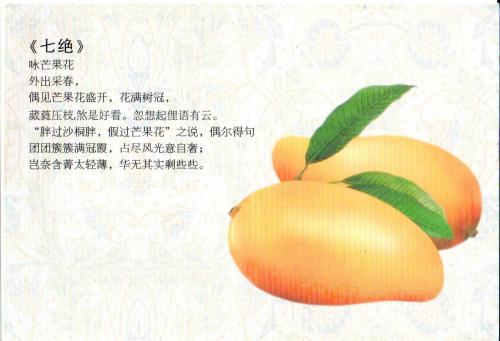 《七绝》
咏芒果花
外出采春，
偶见芒果花盛开，花满树冠，
葳蕤压枝,煞是好看。忽想起俚语有云。
“胖过沙桐胖，假过芒果花”之说，偶尔得句
团团簇簇满冠霞，占尽风光意自奢；
岂奈含菁太轻薄，华无其实剩些些。